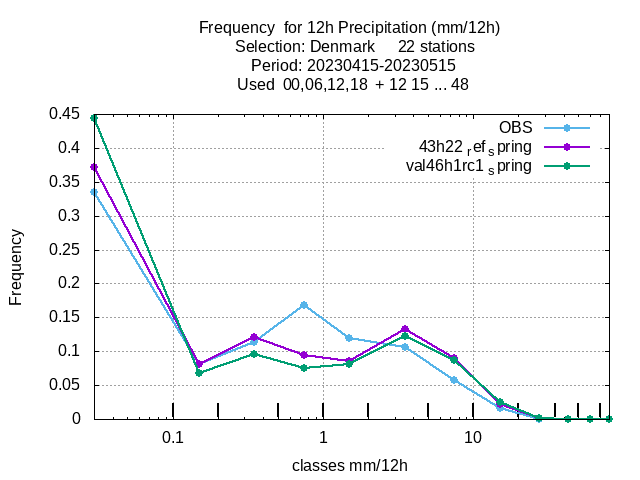 Frequency  for 12h Precipitation (mm/12h)
Selection: Denmark     22 stations
Period: 20230415-20230515
Used  00,06,12,18  + 12 15 ... 48
OBS
43h22 ref spring
val46h1rc1 spring
0.45
0.4
0.35
0.3
0.25
0.2
0.15
0.1
0.05
0
Frequency
0.1 1 10
classes mm/12h